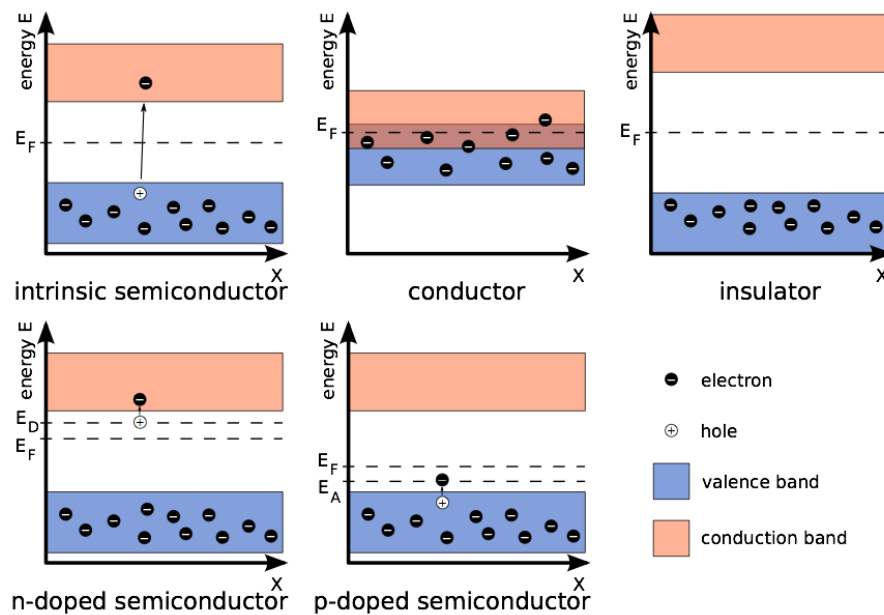 energy E
E_F
X
intrinsic semiconductor
energy E
E_F
X
conductor
energy E
E_F
X
insulator
energy E
E_D
E_F
X
n-doped semiconductor
energy E
E_F
E_A
X
p-doped semiconductor
electron
hole
valence band
conduction band